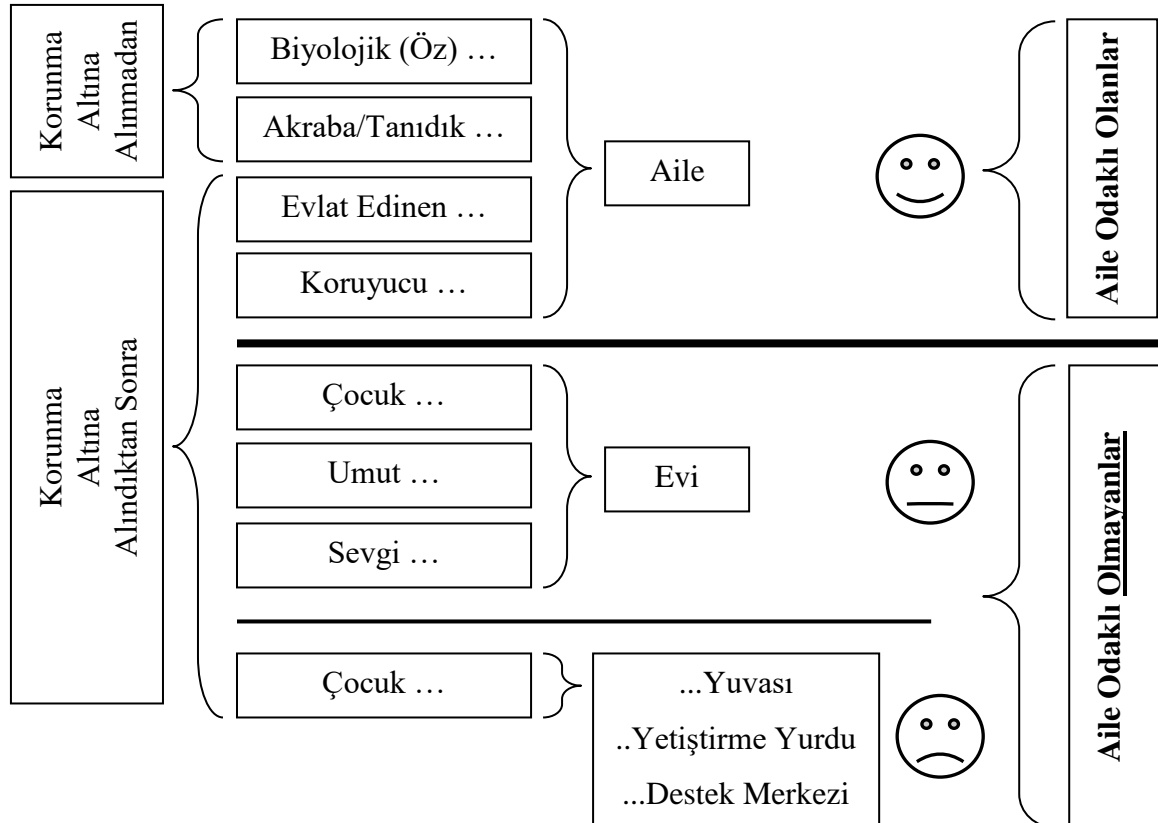 Korunma
Altına
Alınmadan
Biyolojik (Öz) …
Akraba/Tanıdık …
Evlat Edinen …
Koruyucu …
Aile
Aile Odaklı Olanlar
Korunma
Altına
Alındıktan Sonra
Çocuk …
Umut …
Sevgi …
Evi
Çocuk …
...Yuvası
..Yetiştirme Yurdu
...Destek Merkezi
Aile Odaklı Olmayanlar